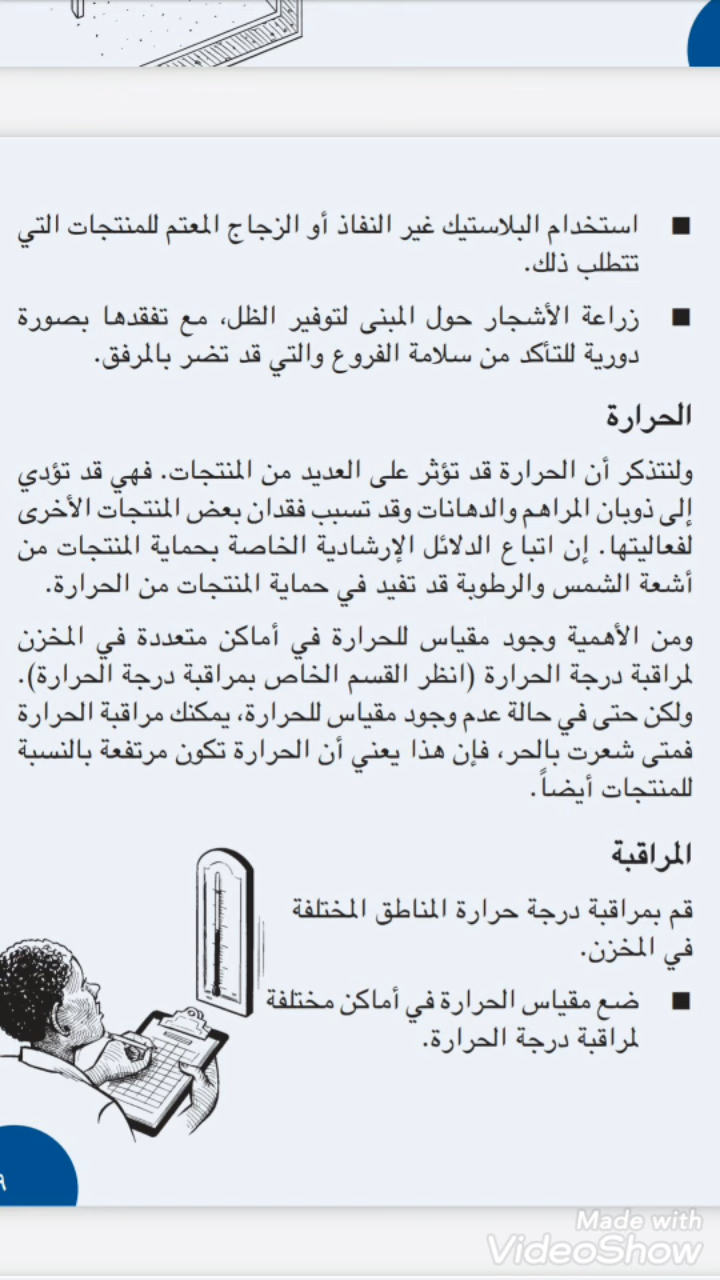 ■ استخدام البلاستيك غير النفاذ أو الزجاج المعتم للمنتجات التي
تتطلب ذلك.
■ زراعة الأشجار حول المبنى لتوفير الظل، مع تفقدها بصورة
دورية للتأكد من سلامة الفروع والتي قد تضر بالمرفق.
الحرارة
ولنتذكر أن الحرارة قد تؤثر على العديد من المنتجات. فهي قد تؤدي
إلى ذوبان المراهم والدهانات وقد تسبب فقدان بعض المنتجات الأخرى
لفعاليتها. إن اتباع الدلائل الإرشادية الخاصة بحماية المنتجات من
أشعة الشمس والرطوبة قد تفيد في حماية المنتجات من الحرارة.
ومن الأهمية وجود مقياس للحرارة في أماكن متعددة في المخزن
لمراقبة درجة الحرارة (انظر القسم الخاص بمراقبة درجة الحرارة).
ولكن حتى في حالة عدم وجود مقياس للحرارة، يمكنك مراقبة الحرارة
فمتى شعرت بالحر، فإن هذا يعني أن الحرارة تكون مرتفعة بالنسبة
للمنتجات أيضاً.
المراقبة
قم بمراقبة درجة حرارة المناطق المختلفة
في المخزن.
■ ضع مقياس الحرارة في أماكن مختلفة
لمراقبة درجة الحرارة.
٩
Made with
VideoShow